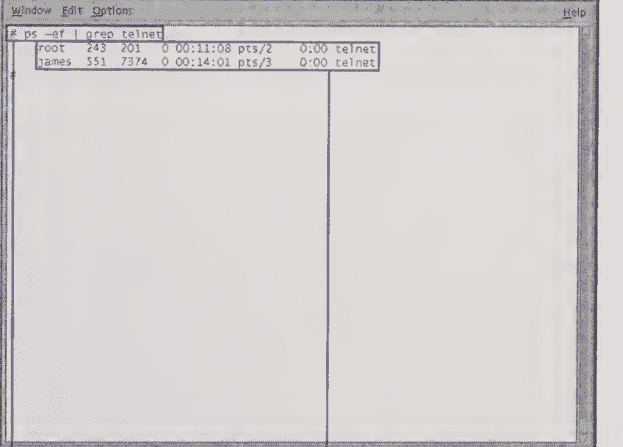 Window Edit Options Help
# ps -ef | grep telnet
root 243 201 0 00:11:08 pts/2 0:00 telnet
james 551 7374 0 00:14:01 pts/3 0:00 telnet
#